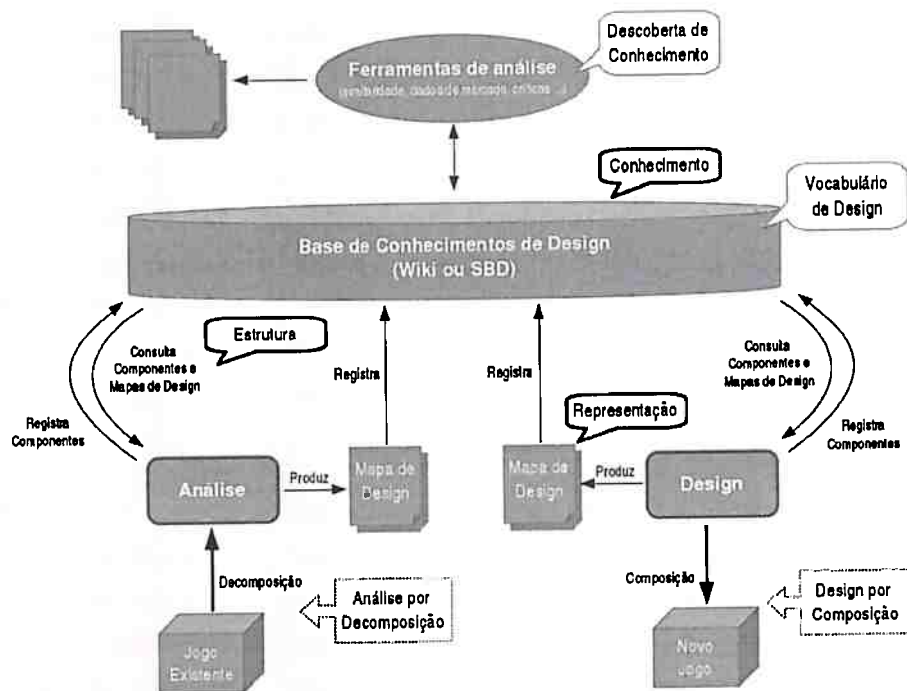 Descoberta de
Conhecimento
Ferramentas de análise
Conhecimento
Vocabulário
de Design
Base de Conhecimentos de Design
(Wiki ou SBD)
Estrutura
Consulta
Componentes e
Mapas de Design
Registra
Registra
Consulta
Componentes e
Mapas de Design
Registra
Componentes
Representação
Registra
Componentes
Análise
Produz
Mapa de
Design
Mapa de
Design
Produz
Design
Decomposição
Análise por
Decomposição
Composição
Design por
Composição
Jogo
Existente
Novo
Jogo